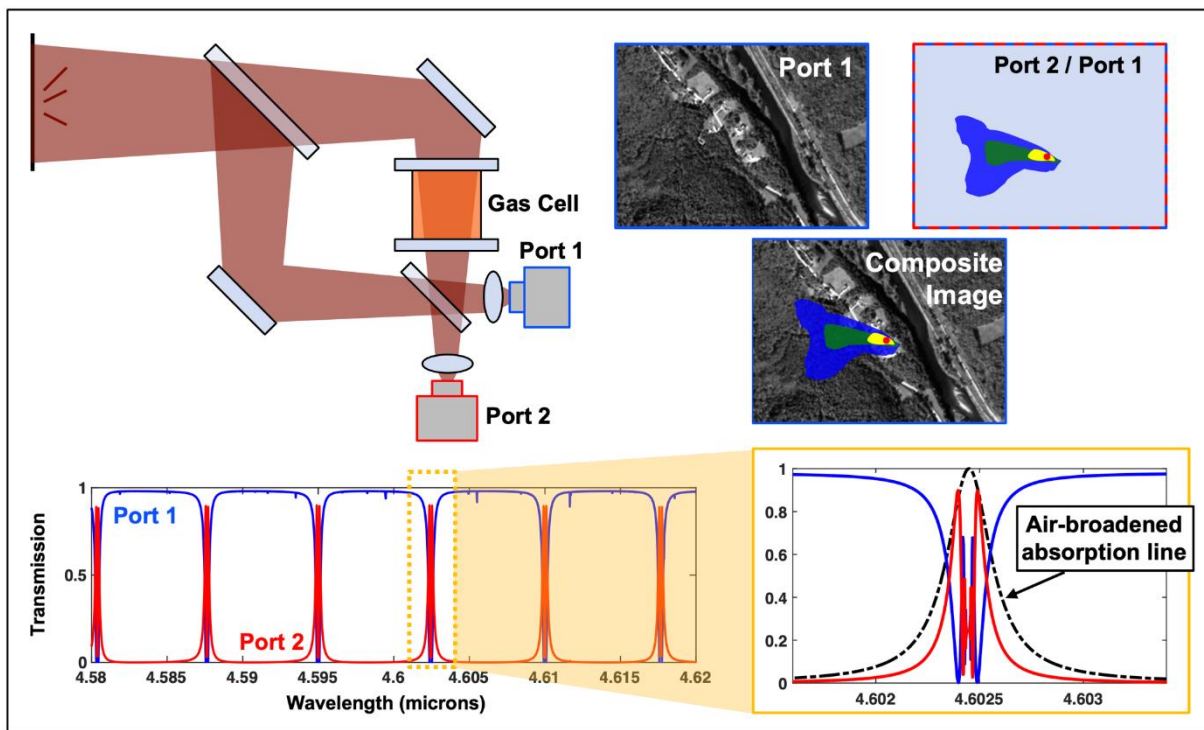 Gas Cell
Port 1
Port 2
Port 1
Port 2 / Port 1
Composite
Image
Transmission
1
0.5
0
Port 1
Port 2
4.58
4.585
4.59
4.595
4.6
4.605
4.61
4.615
4.62
Wavelength (microns)
1
0.8
0.6
0.4
0.2
0
Air-broadened
absorption line
4.602
4.6025
4.603